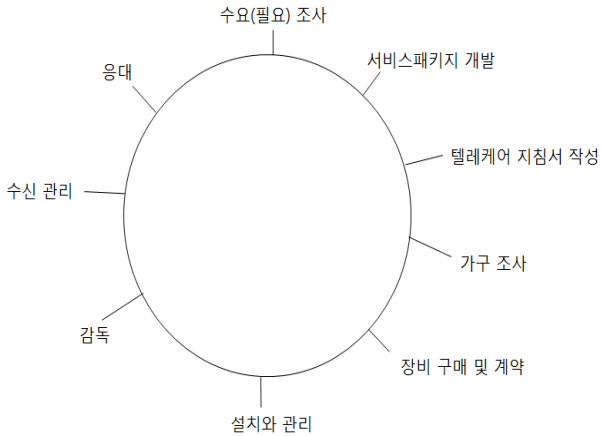 수요(필요) 조사
서비스패키지 개발
텔레케어 지침서 작성
가구 조사
장비 구매 및 계약
설치와 관리
감독
수신 관리
응대